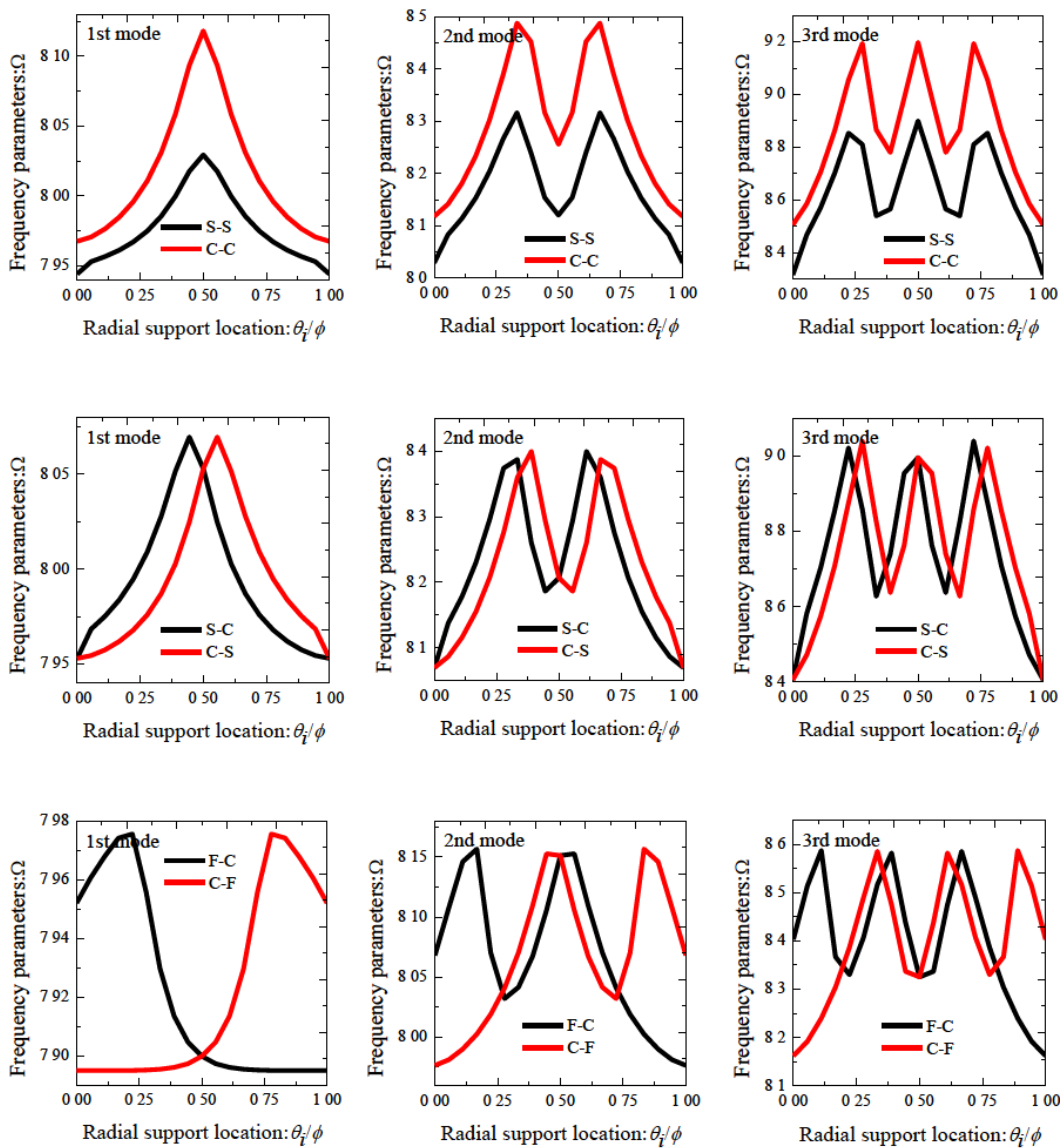 1st mode
8 10
8 05
8 00
7 95
Frequency parameters:Ω
S-S
C-C
0 00 0 25 0 50 0 75 1 00
Radial support location:θi/ϕ
2nd mode
8 5
8 4
8 3
8 2
8 1
8 0
Frequency parameters:Ω
S-S
C-C
0 00 0 25 0 50 0 75 1 00
Radial support location:θi/ϕ
3rd mode
9 2
9 0
8 8
8 6
8 4
Frequency parameters:Ω
S-S
C-C
0 00 0 25 0 50 0 75 1 00
Radial support location:θi/ϕ
1st mode
8 05
8 00
7 95
Frequency parameters:Ω
S-C
C-S
0 00 0 25 0 50 0 75 1 00
Radial support location:θi/ϕ
2nd mode
8 4
8 3
8 2
8 1
Frequency parameters:Ω
S-C
C-S
0 00 0 25 0 50 0 75 1 00
Radial support location:θi/ϕ
3rd mode
9 0
8 8
8 6
8 4
Frequency parameters:Ω
S-C
C-S
0 00 0 25 0 50 0 75 1 00
Radial support location:θi/ϕ
7 98
1st mode
7 96
7 94
7 92
7 90
Frequency parameters:Ω
F-C
C-F
0 00 0 25 0 50 0 75 1 00
Radial support location:θi/ϕ
2nd mode
8 15
8 10
8 05
8 00
Frequency parameters:Ω
F-C
C-F
0 00 0 25 0 50 0 75 1 00
Radial support location:θi/ϕ
3rd mode
8 6
8 5
8 4
8 3
8 2
8 1
Frequency parameters:Ω
F-C
C-F
0 00 0 25 0 50 0 75 1 00
Radial support location:θi/ϕ